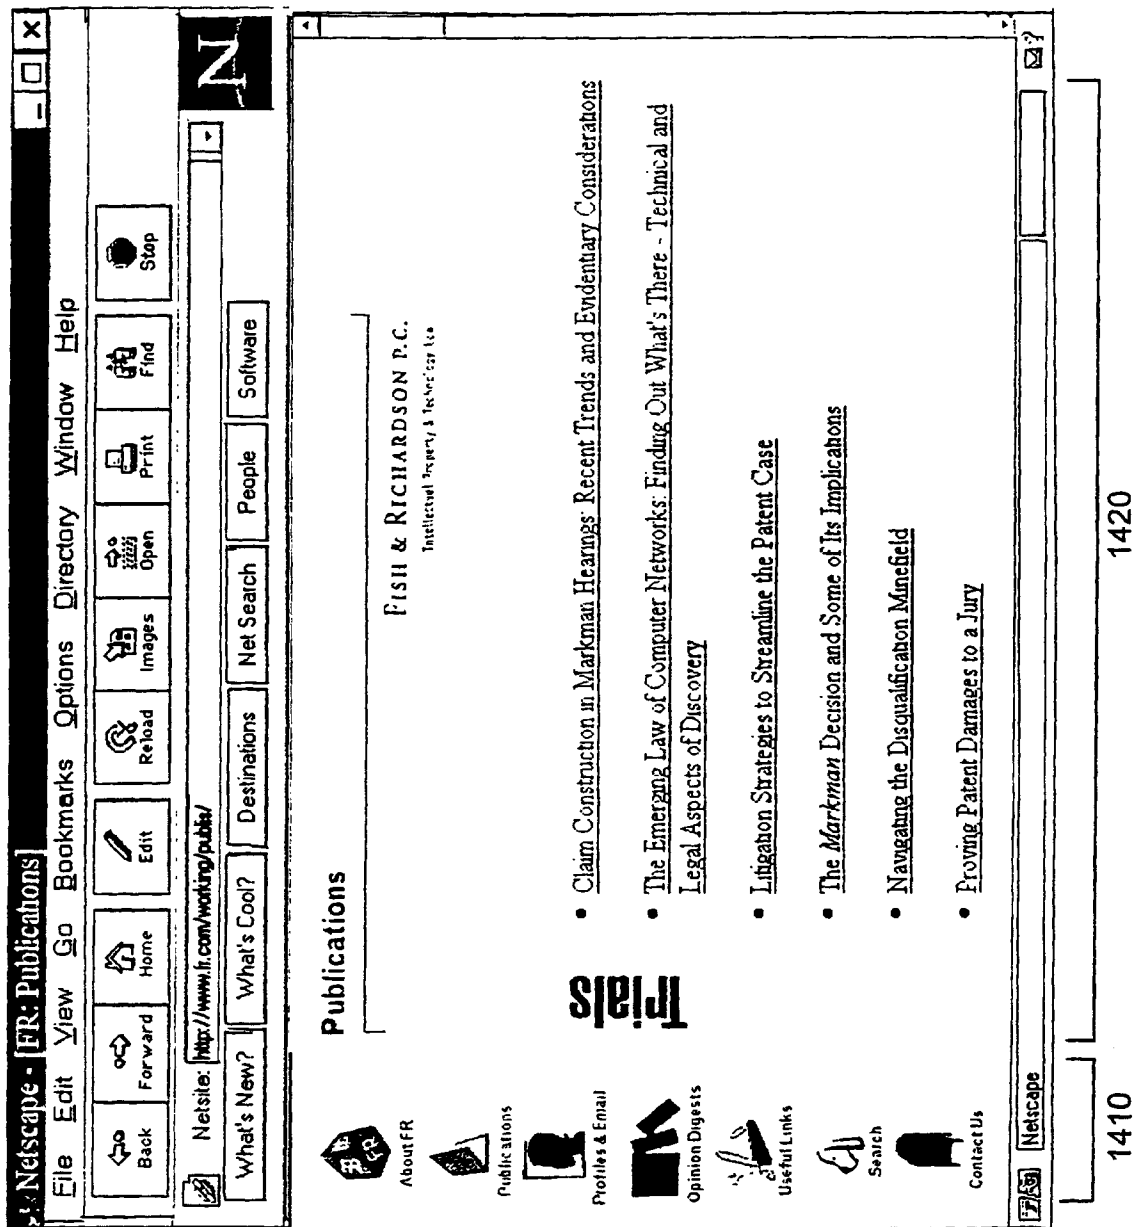 Netscape - [FR: Publications]
File Edit View Go Bookmarks Options Directory Window Help
Back Forward Home Edit Reload Images Open Print Find Stop
Netsite: http://www.fr.com/working/publis/
N
What's New? What's Cool? Destinations Net Search People Software
Publications
FISH & RICHARDSON P.C.
Intellectual Property & Technology Law
About FR
Publications
Profiles & Email
Opinion Digests
Useful Links
Search
Contact Us
Trials
• Claim Construction in Markman Hearings: Recent Trends and Evidentiary Considerations
• The Emerging Law of Computer Networks: Finding Out What's There - Technical and
Legal Aspects of Discovery
• Litigation Strategies to Streamline the Patent Case
• The Markman Decision and Some of Its Implications
• Navigating the Disqualification Minefield
• Proving Patent Damages to a Jury
Netscape
1410
1420